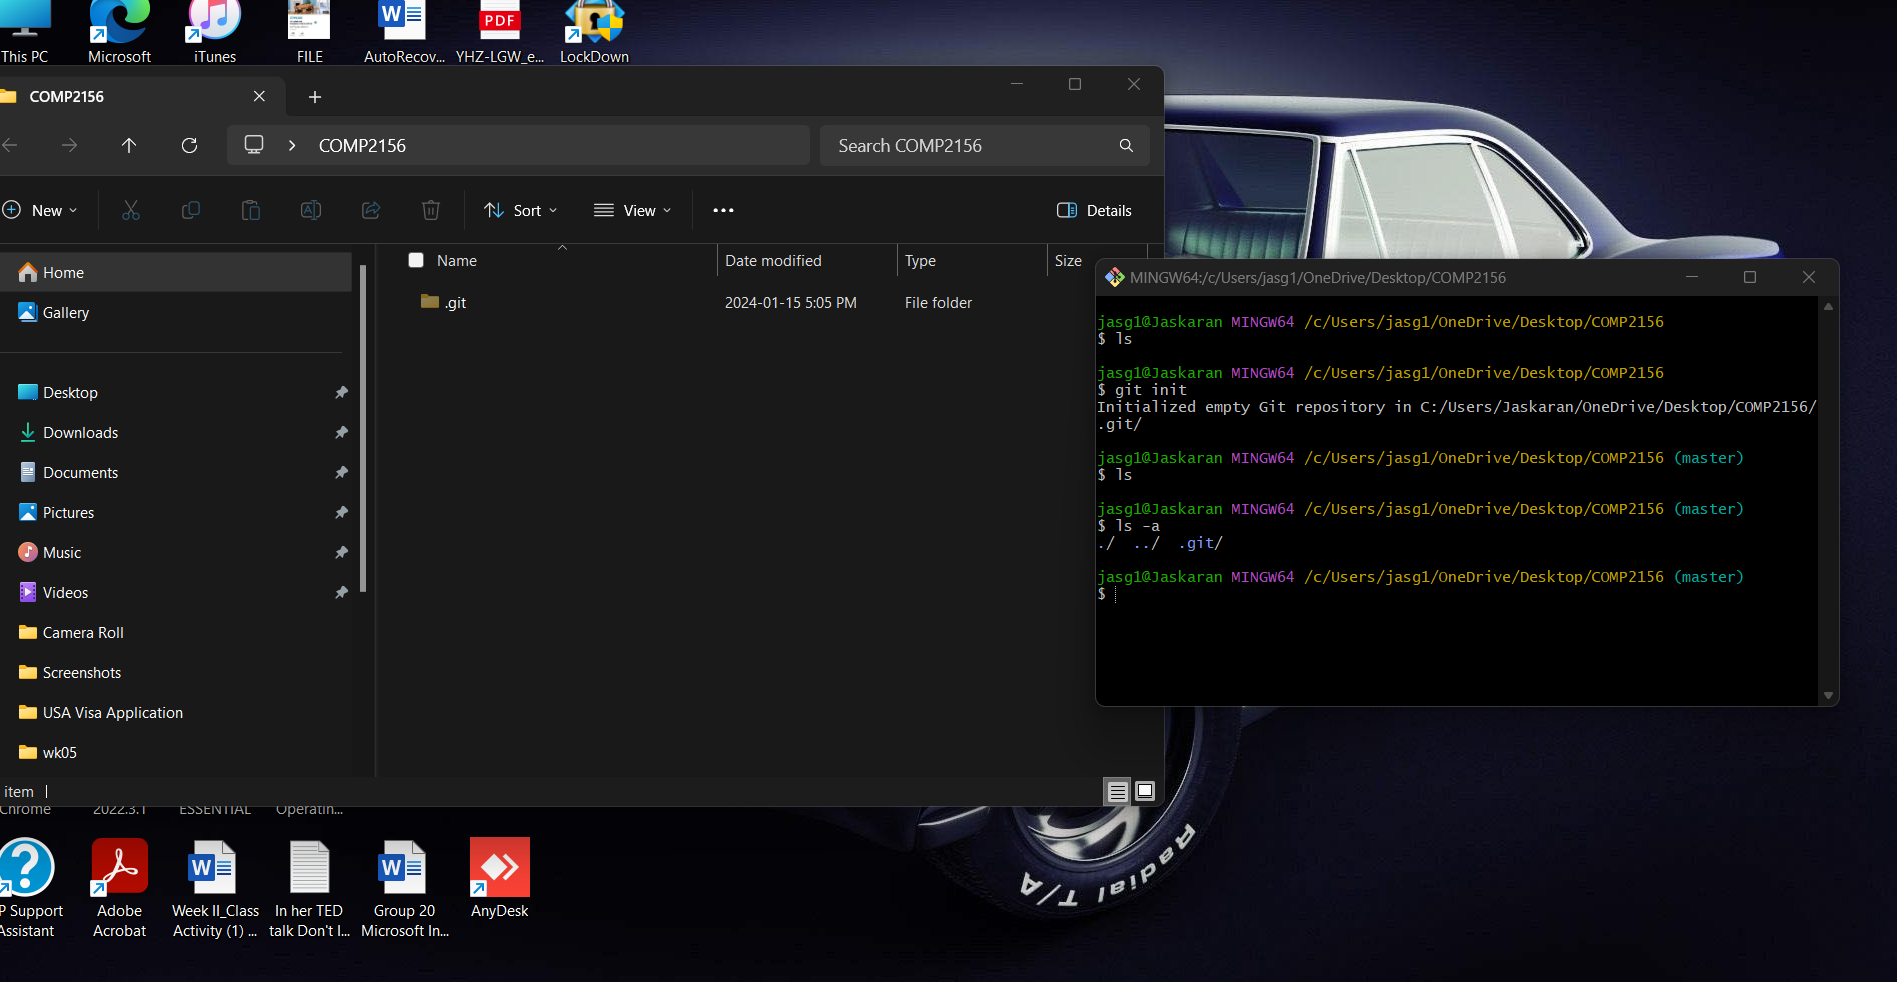 This PC
Microsoft
iTunes
FILE
AutoRecov...
YHZ-LGW_e...
LockDown
COMP2156
COMP2156
Search COMP2156
New
Sort
View
Details
Name
Date modified
Type
Size
.git
2024-01-15 5:05 PM
File folder
Home
Gallery
Desktop
Downloads
Documents
Pictures
Music
Videos
Camera Roll
Screenshots
USA Visa Application
wk05
item
MINGW64:/c/Users/jasg1/OneDrive/Desktop/COMP2156
jasg1@Jaskaran MINGW64 /c/Users/jasg1/OneDrive/Desktop/COMP2156
$ ls
jasg1@Jaskaran MINGW64 /c/Users/jasg1/OneDrive/Desktop/COMP2156
$ git init
Initialized empty Git repository in C:/Users/Jaskaran/OneDrive/Desktop/COMP2156/
.git/
jasg1@Jaskaran MINGW64 /c/Users/jasg1/OneDrive/Desktop/COMP2156 (master)
$ ls
jasg1@Jaskaran MINGW64 /c/Users/jasg1/OneDrive/Desktop/COMP2156 (master)
$ ls -a
./  ../  .git/
jasg1@Jaskaran MINGW64 /c/Users/jasg1/OneDrive/Desktop/COMP2156 (master)
$
Chrome
2022.3.1
ESSENTIAL
Operatin...
P Support
Assistant
Adobe
Acrobat
Week II_Class
Activity (1) ...
In her TED
talk Don't I...
Group 20
Microsoft In...
AnyDesk
PDF
W
W
W
Radial T/A